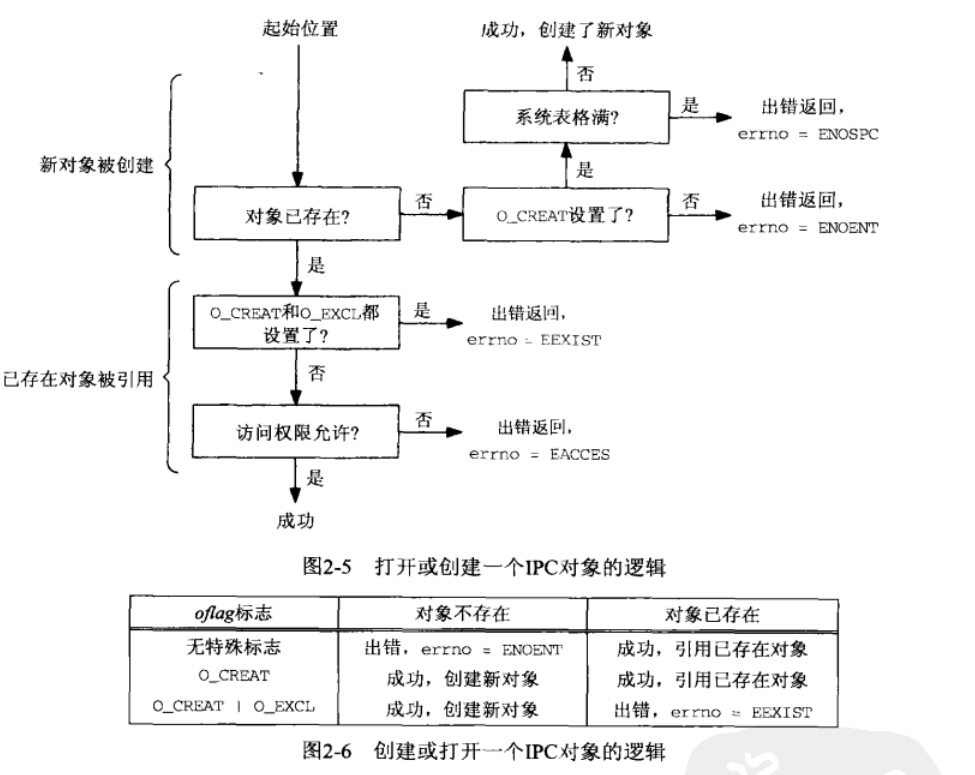 起始位置
成功，创建了新对象
否
系统表格满?
是
出错返回，
errno = ENOSPC
新对象被创建
是
对象已存在?
否
O_CREAT设置了?
否
出错返回，
errno = ENOENT
是
O_CREAT和O_EXCL都
设置了?
是
出错返回，
errno = EEXIST
已存在对象被引用
否
访问权限允许?
否
出错返回，
errno = EACCES
是
成功
图2-5 打开或创建一个IPC对象的逻辑
oflag标志 对象不存在 对象已存在
无特殊标志 出错，errno = ENOENT 成功，引用已存在对象
O_CREAT 成功，创建新对象 成功，引用已存在对象
O_CREAT | O_EXCL 成功，创建新对象 出错，errno = EEXIST
图2-6 创建或打开一个IPC对象的逻辑